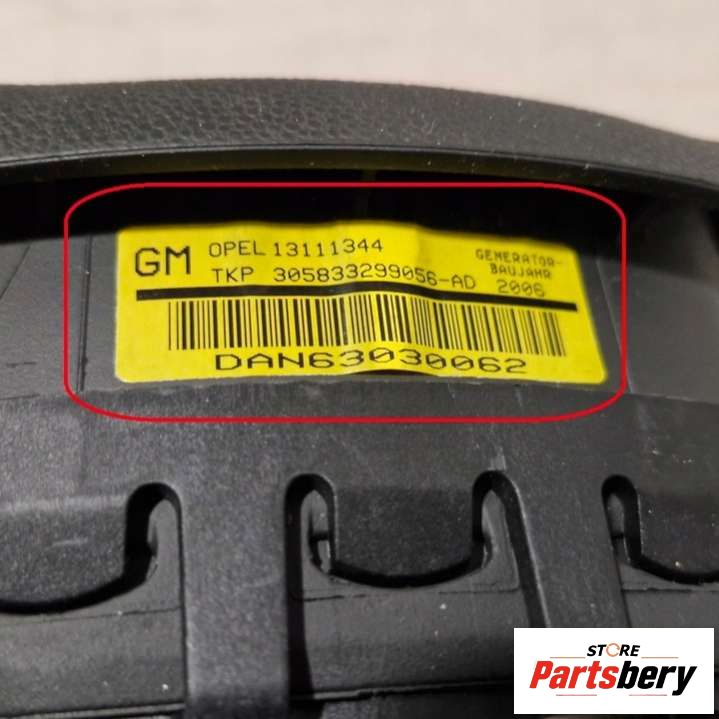 GM
OPEL 13111344
TKP 305833299056-AD
GENERATOR-
BAUJAHR
2006
DAN63030062
STORE
Partsbery